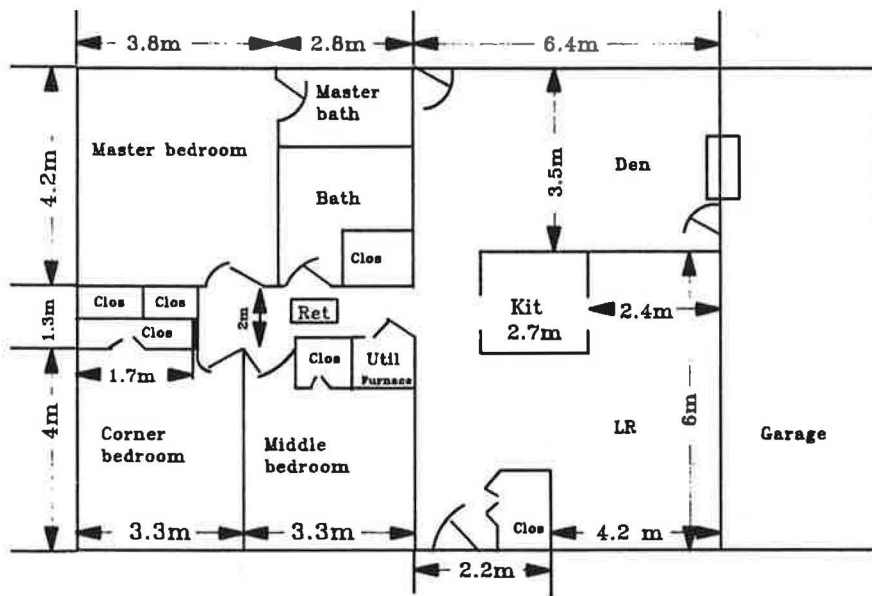 3.8m
2.8m
6.4m
Master
bath
Master bedroom
4.2m
3.5m
Den
Bath
Clos
Clos
Clos
1.3m
2m
Ret
Kit
2.7m
2.4m
Clos
Clos
Util
Furnace
1.7m
4m
6m
Corner
bedroom
Middle
bedroom
LR
Garage
Clos
3.3m
3.3m
4.2 m
2.2m